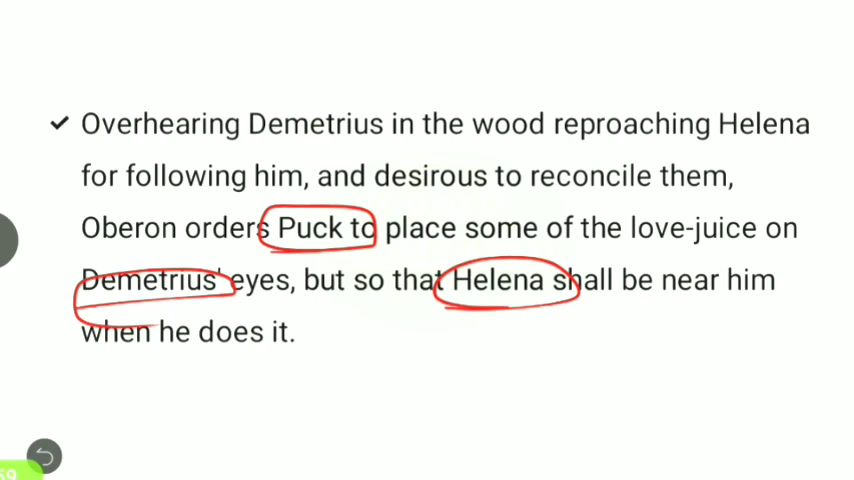 Overhearing Demetrius in the wood reproaching Helena
for following him, and desirous to reconcile them,
Oberon orders Puck to place some of the love-juice on
Demetrius' eyes, but so that Helena shall be near him
when he does it.
59